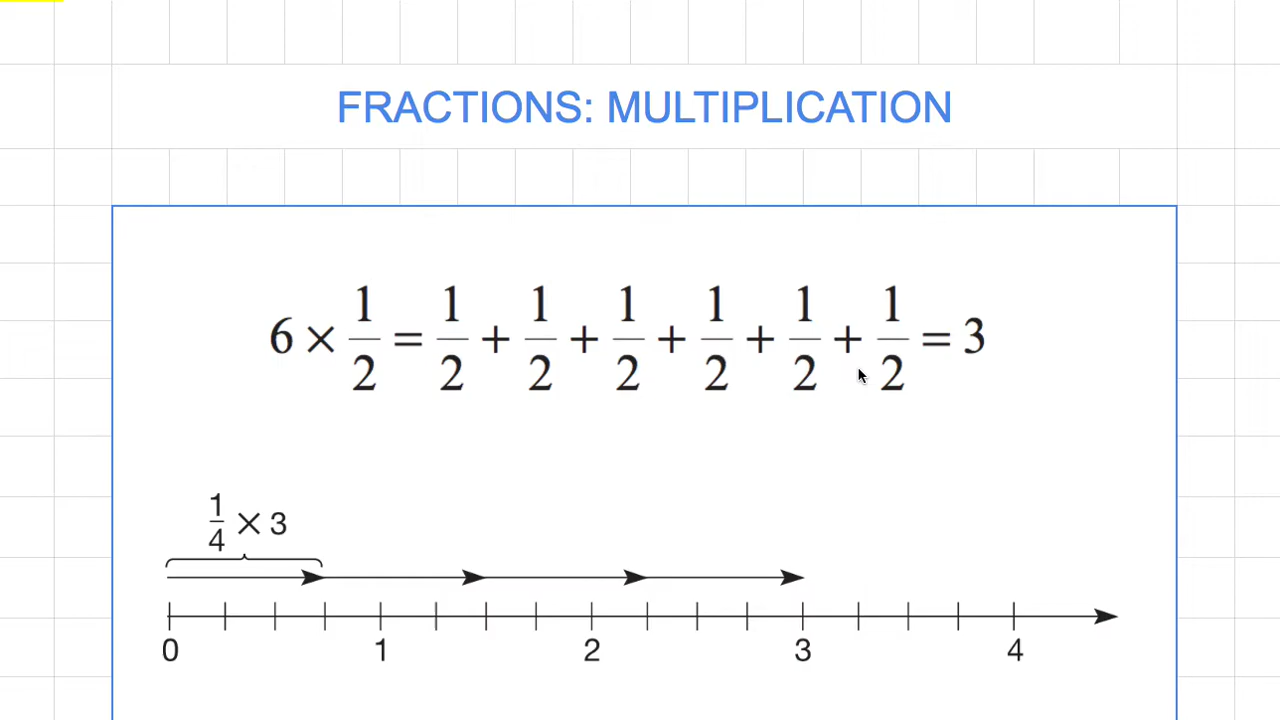 FRACTIONS: MULTIPLICATION
6 × 1/2 = 1/2 + 1/2 + 1/2 + 1/2 + 1/2 + 1/2 = 3
1/4 × 3
0 1 2 3 4